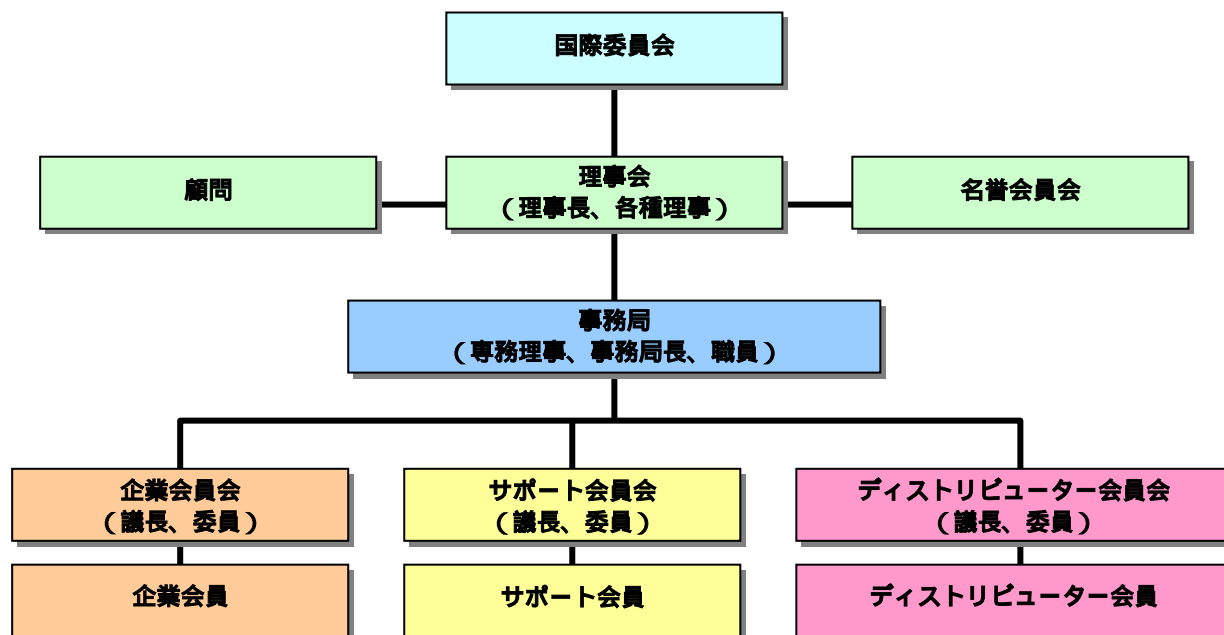 国際委員会
顧問
理事会
（理事長、各種理事）
名誉会員会
事務局
（専務理事、事務局長、職員）
企業会員会
（議長、委員）
サポート会員会
（議長、委員）
ディストリビューター会員会
（議長、委員）
企業会員
サポート会員
ディストリビューター会員